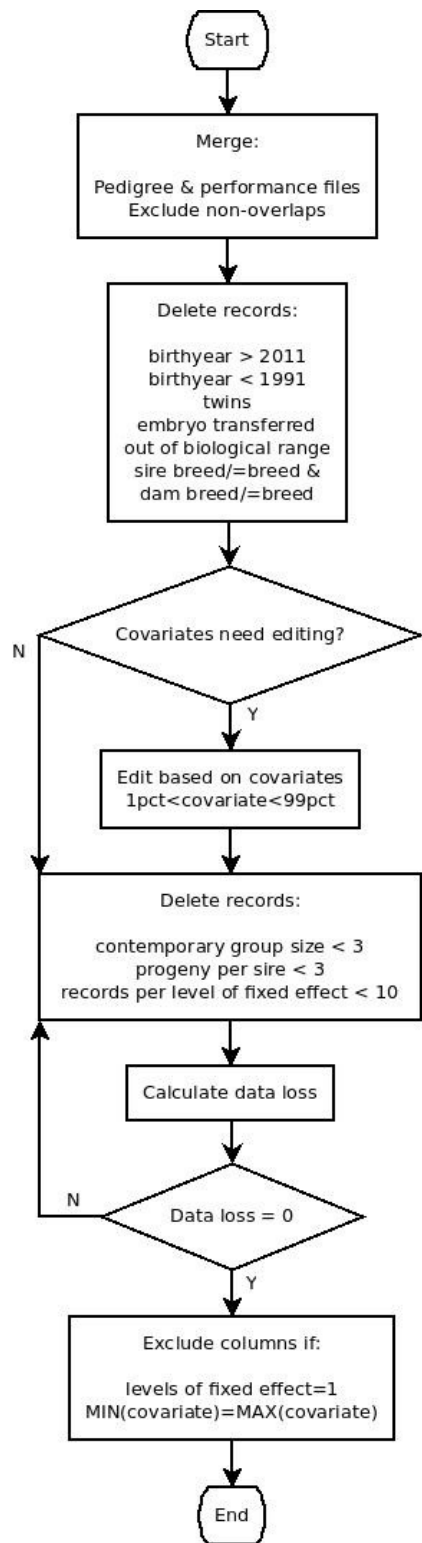 Start
Merge:
Pedigree & performance files
Exclude non-overlaps
Delete records:
birthyear > 2011
birthyear < 1991
twins
embryo transferred
out of biological range
sire breed/=breed &
dam breed/=breed
Covariates need editing?
N
Y
Edit based on covariates
1pct<covariate<99pct
Delete records:
contemporary group size < 3
progeny per sire < 3
records per level of fixed effect < 10
Calculate data loss
N
Data loss = 0
Y
Exclude columns if:
levels of fixed effect=1
MIN(covariate)=MAX(covariate)
End